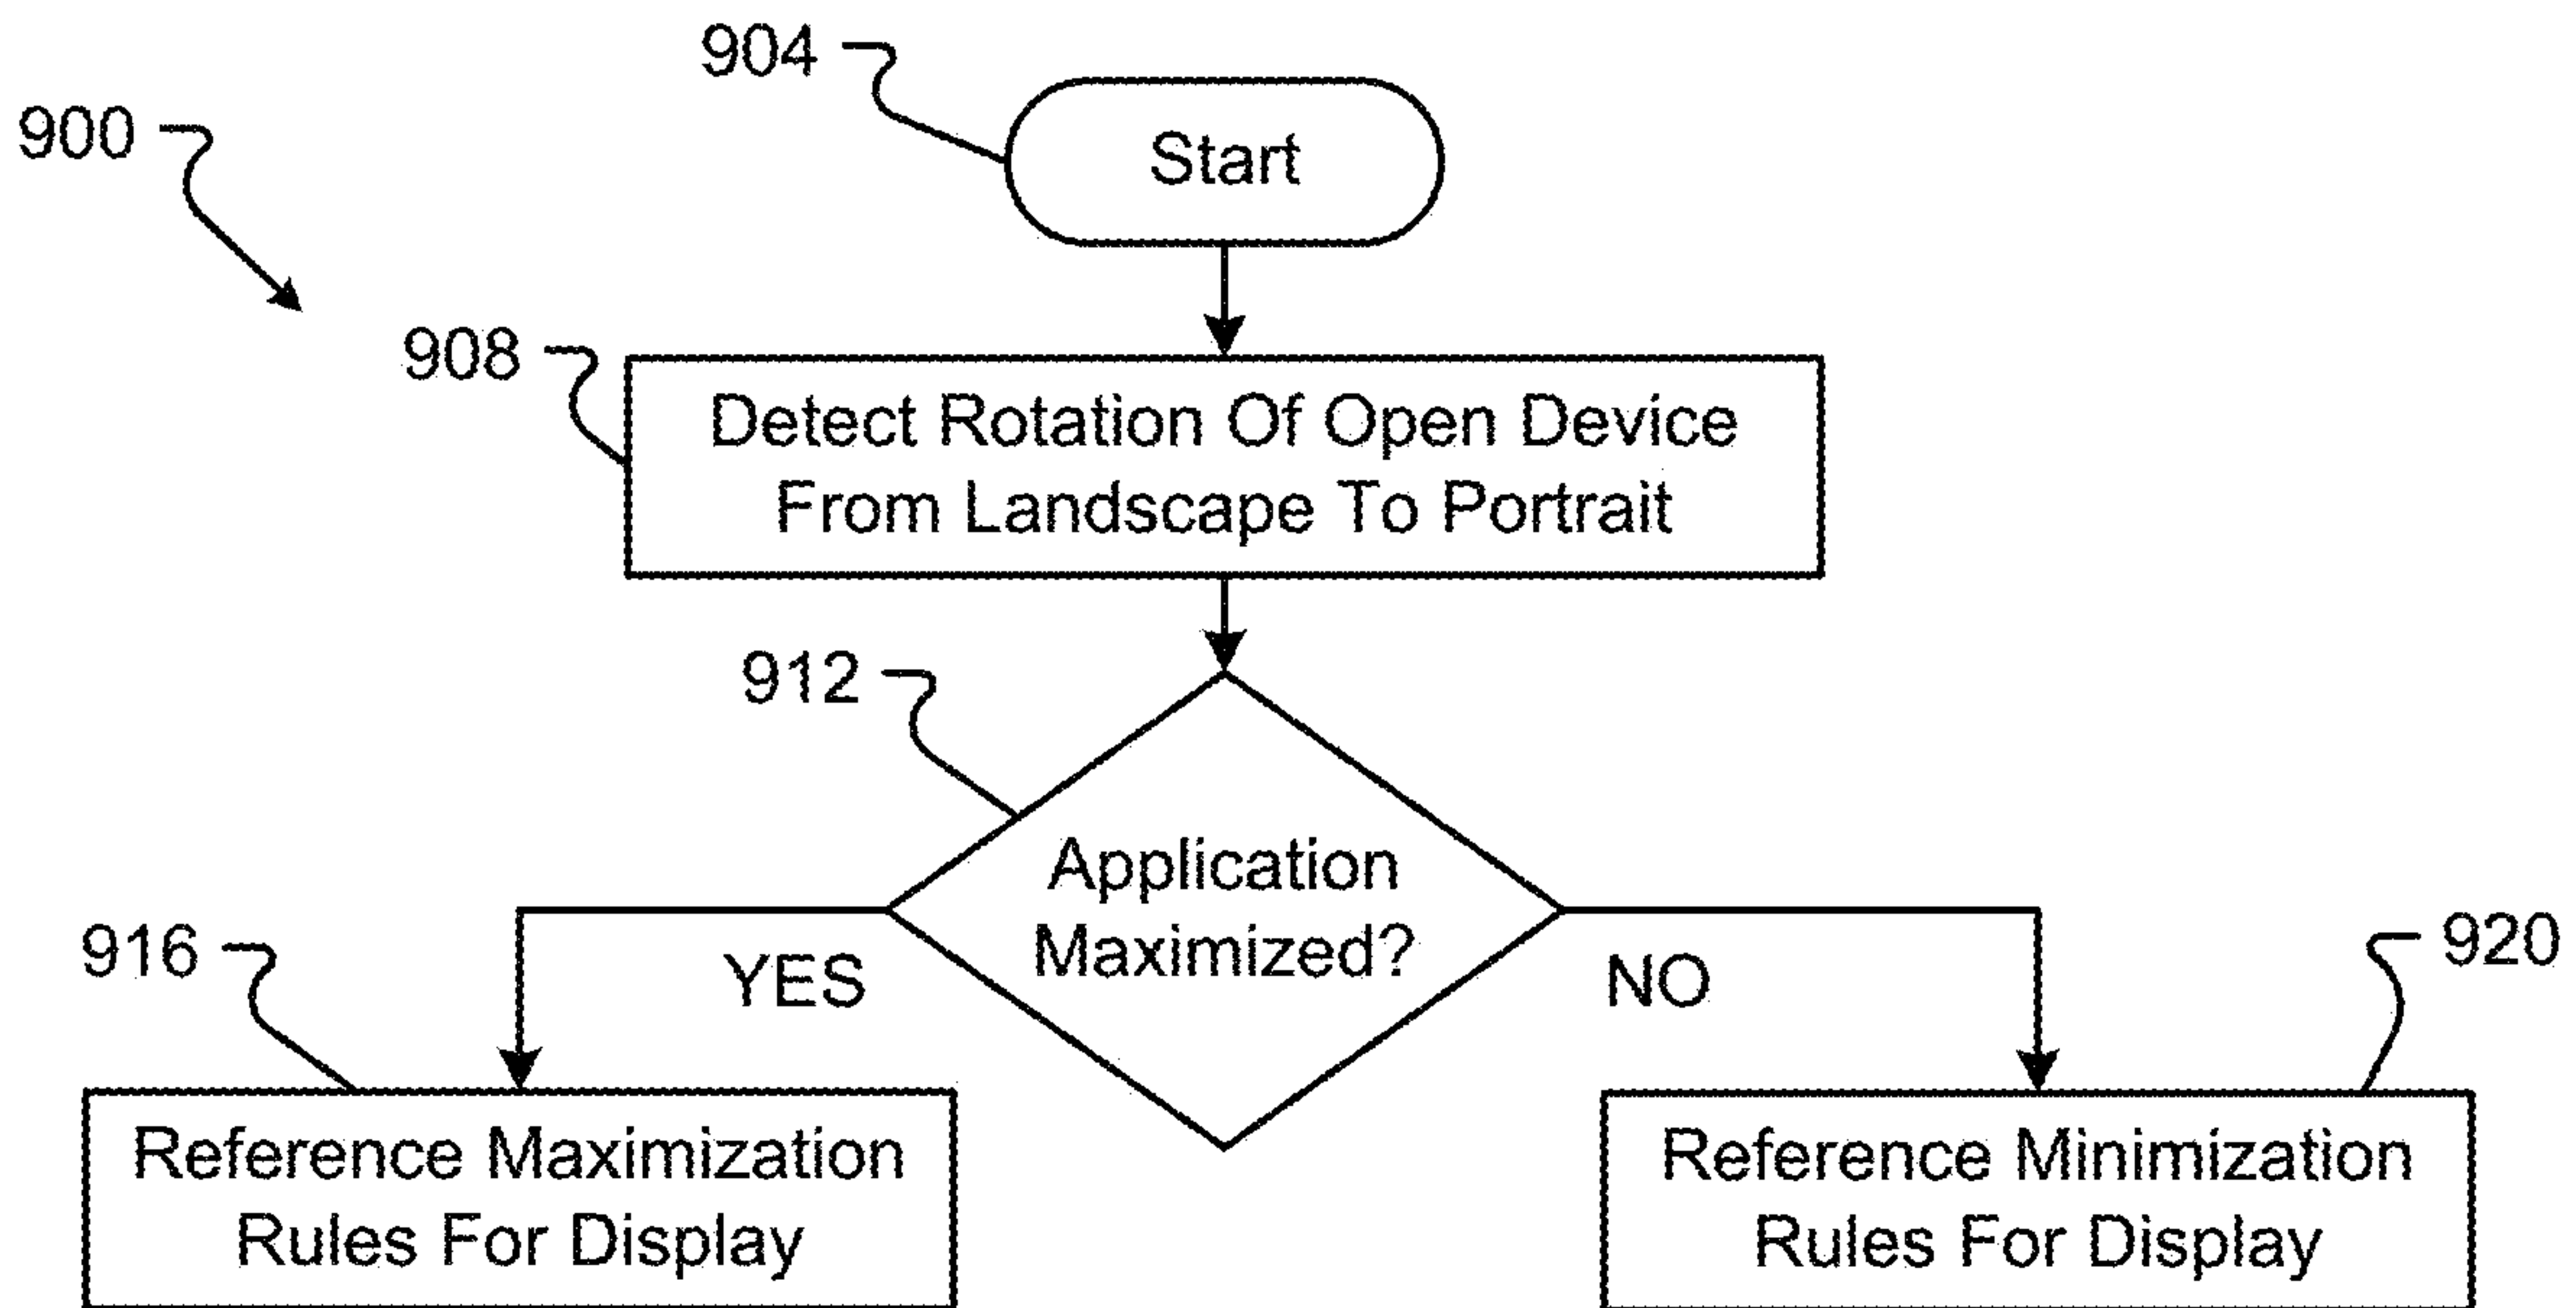 904
Start
900
908
Detect Rotation Of Open Device
From Landscape To Portrait
912
Application
Maximized?
YES
NO
916
920
Reference Maximization
Rules For Display
Reference Minimization
Rules For Display